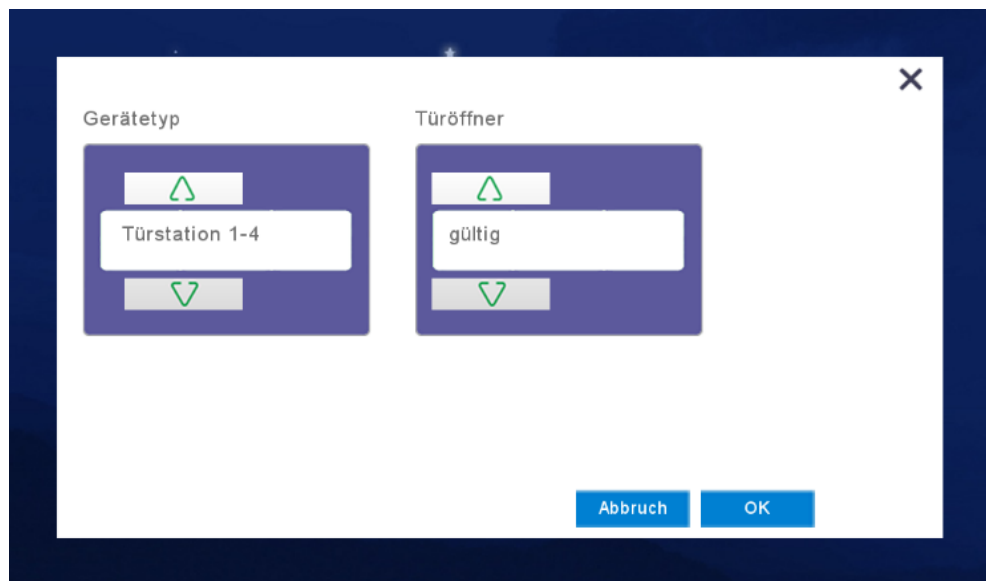 Gerätetyp
Türöffner
Türstation 1-4
gültig
Abbruch
OK